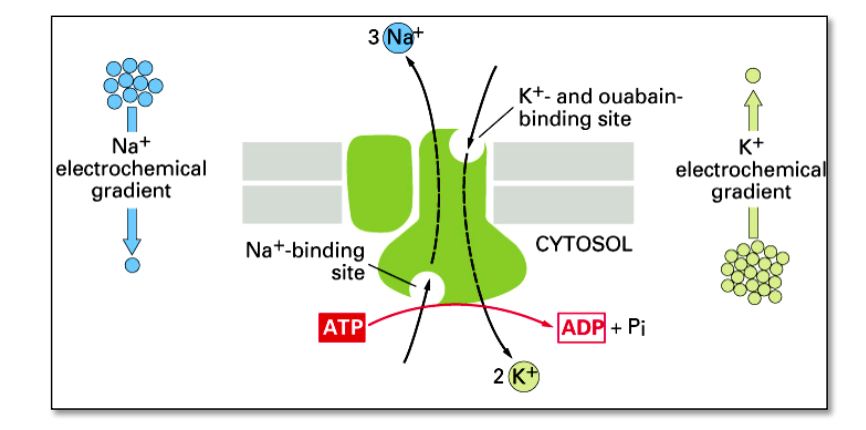 3 Na+
K+- and ouabain-
binding site
Na+
electrochemical
gradient
K+
electrochemical
gradient
Na+-binding
site
CYTOSOL
ATP
ADP + Pi
2 K+